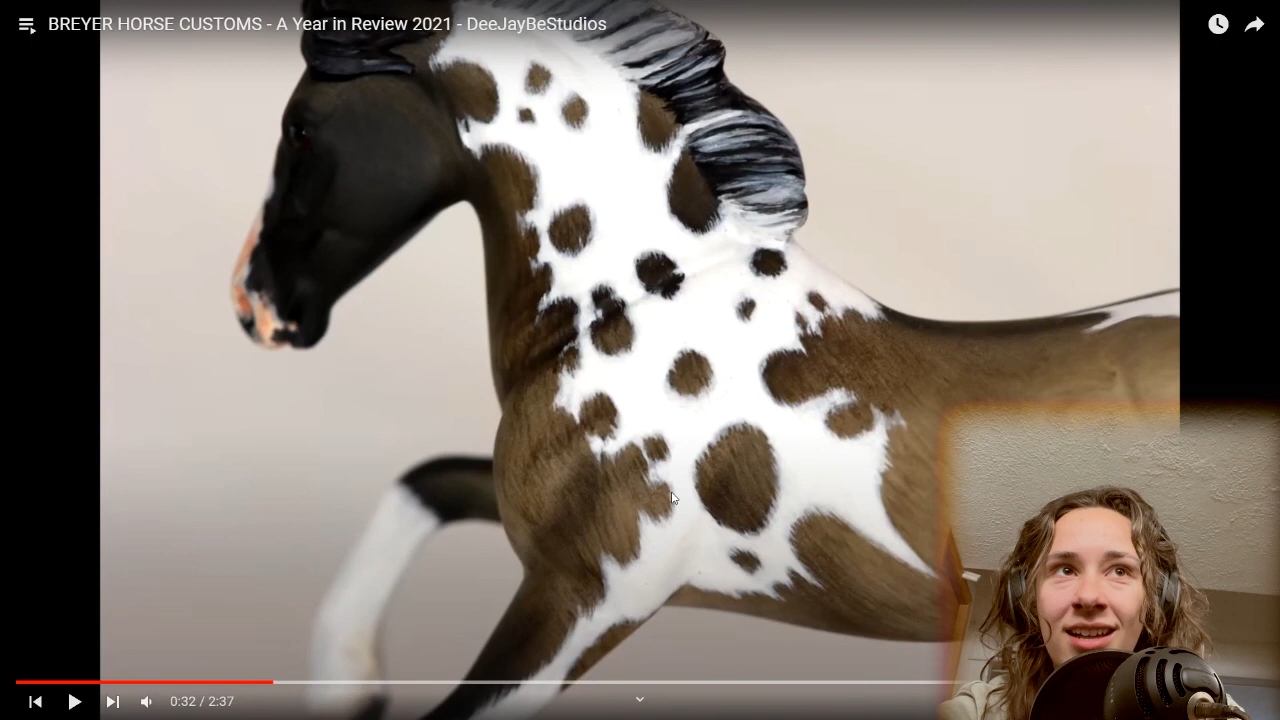 BREYER HORSE CUSTOMS - A Year in Review 2021 - DeeJayBeStudios
0:32 / 2:37